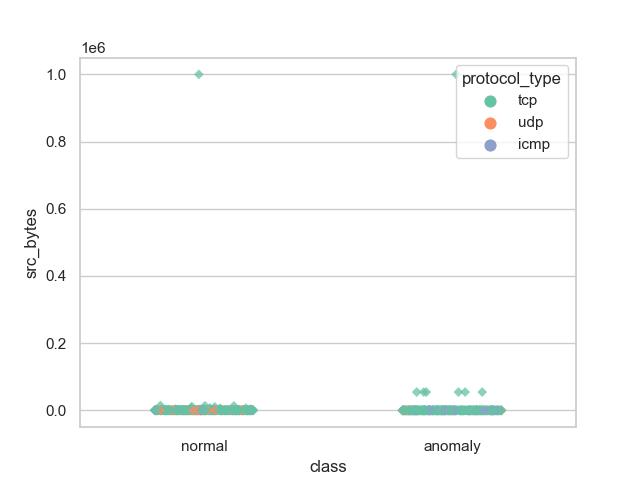 1e6
1.0
0.8
0.6
0.4
0.2
0.0
src_bytes
protocol_type
tcp
udp
icmp
normal
anomaly
class